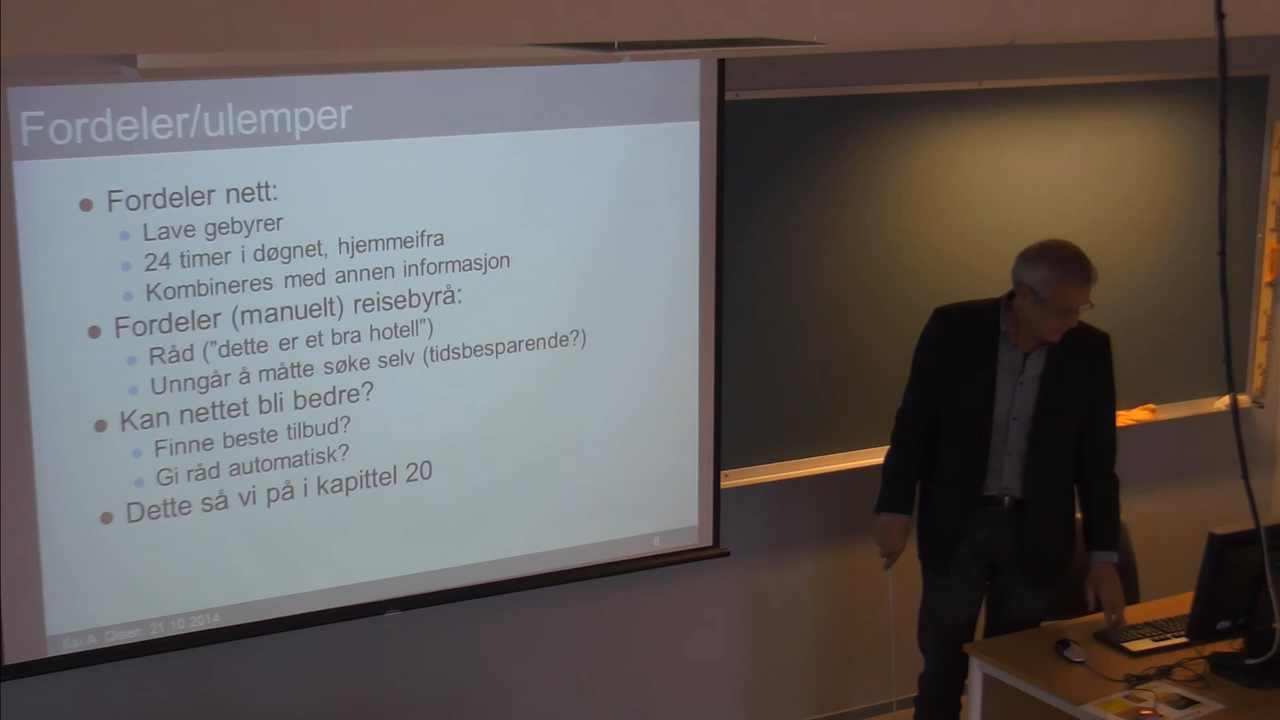 Fordeler/ulemper
Fordeler nett:
Lave gebyrer
24 timer i døgnet, hjemmeifra
Kombineres med annen informasjon
Fordeler (manuelt) reisebyrå:
Råd ("dette er et bra hotell")
Unngår å måtte søke selv (tidsbesparende?)
Kan nettet bli bedre?
Finne beste tilbud?
Gi råd automatisk?
Dette så vi på i kapittel 20
6
Kai A. Olsen, 21.10.2014